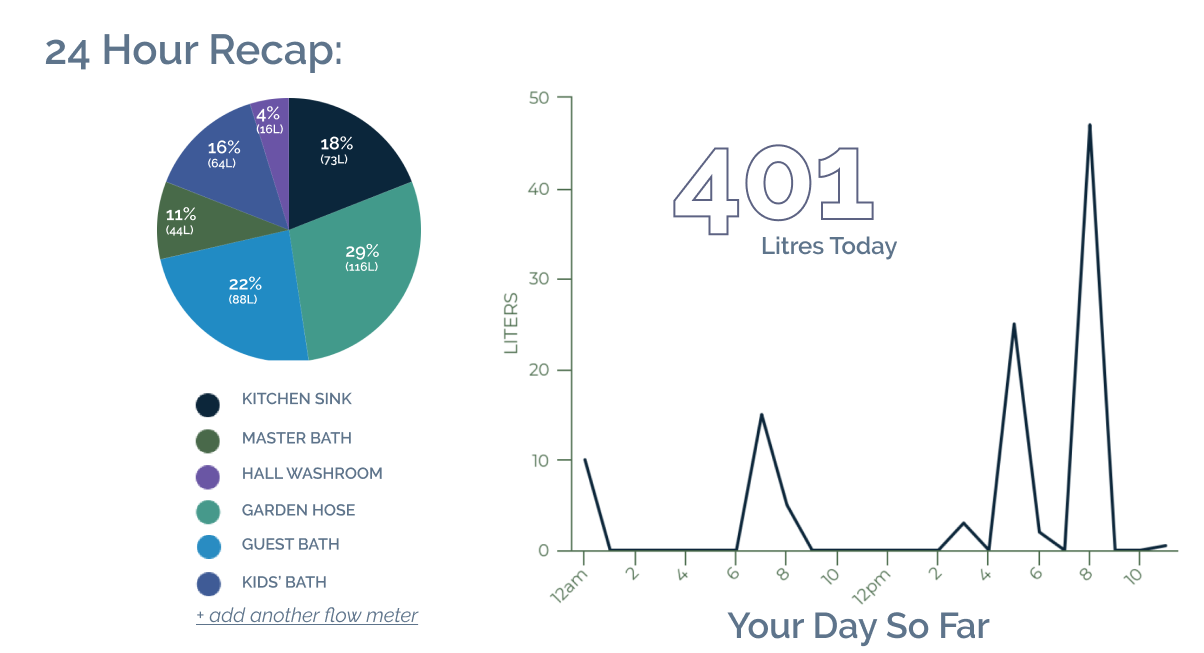 24 Hour Recap:
4%
(16L)
18%
(73L)
16%
(64L)
11%
(44L)
29%
(116L)
22%
(88L)
KITCHEN SINK
MASTER BATH
HALL WASHROOM
GARDEN HOSE
GUEST BATH
KIDS' BATH
+ add another flow meter
401
Litres Today
LITERS
50
40
30
20
10
0
12am
2
4
6
8
10
12pm
2
4
6
8
10
Your Day So Far